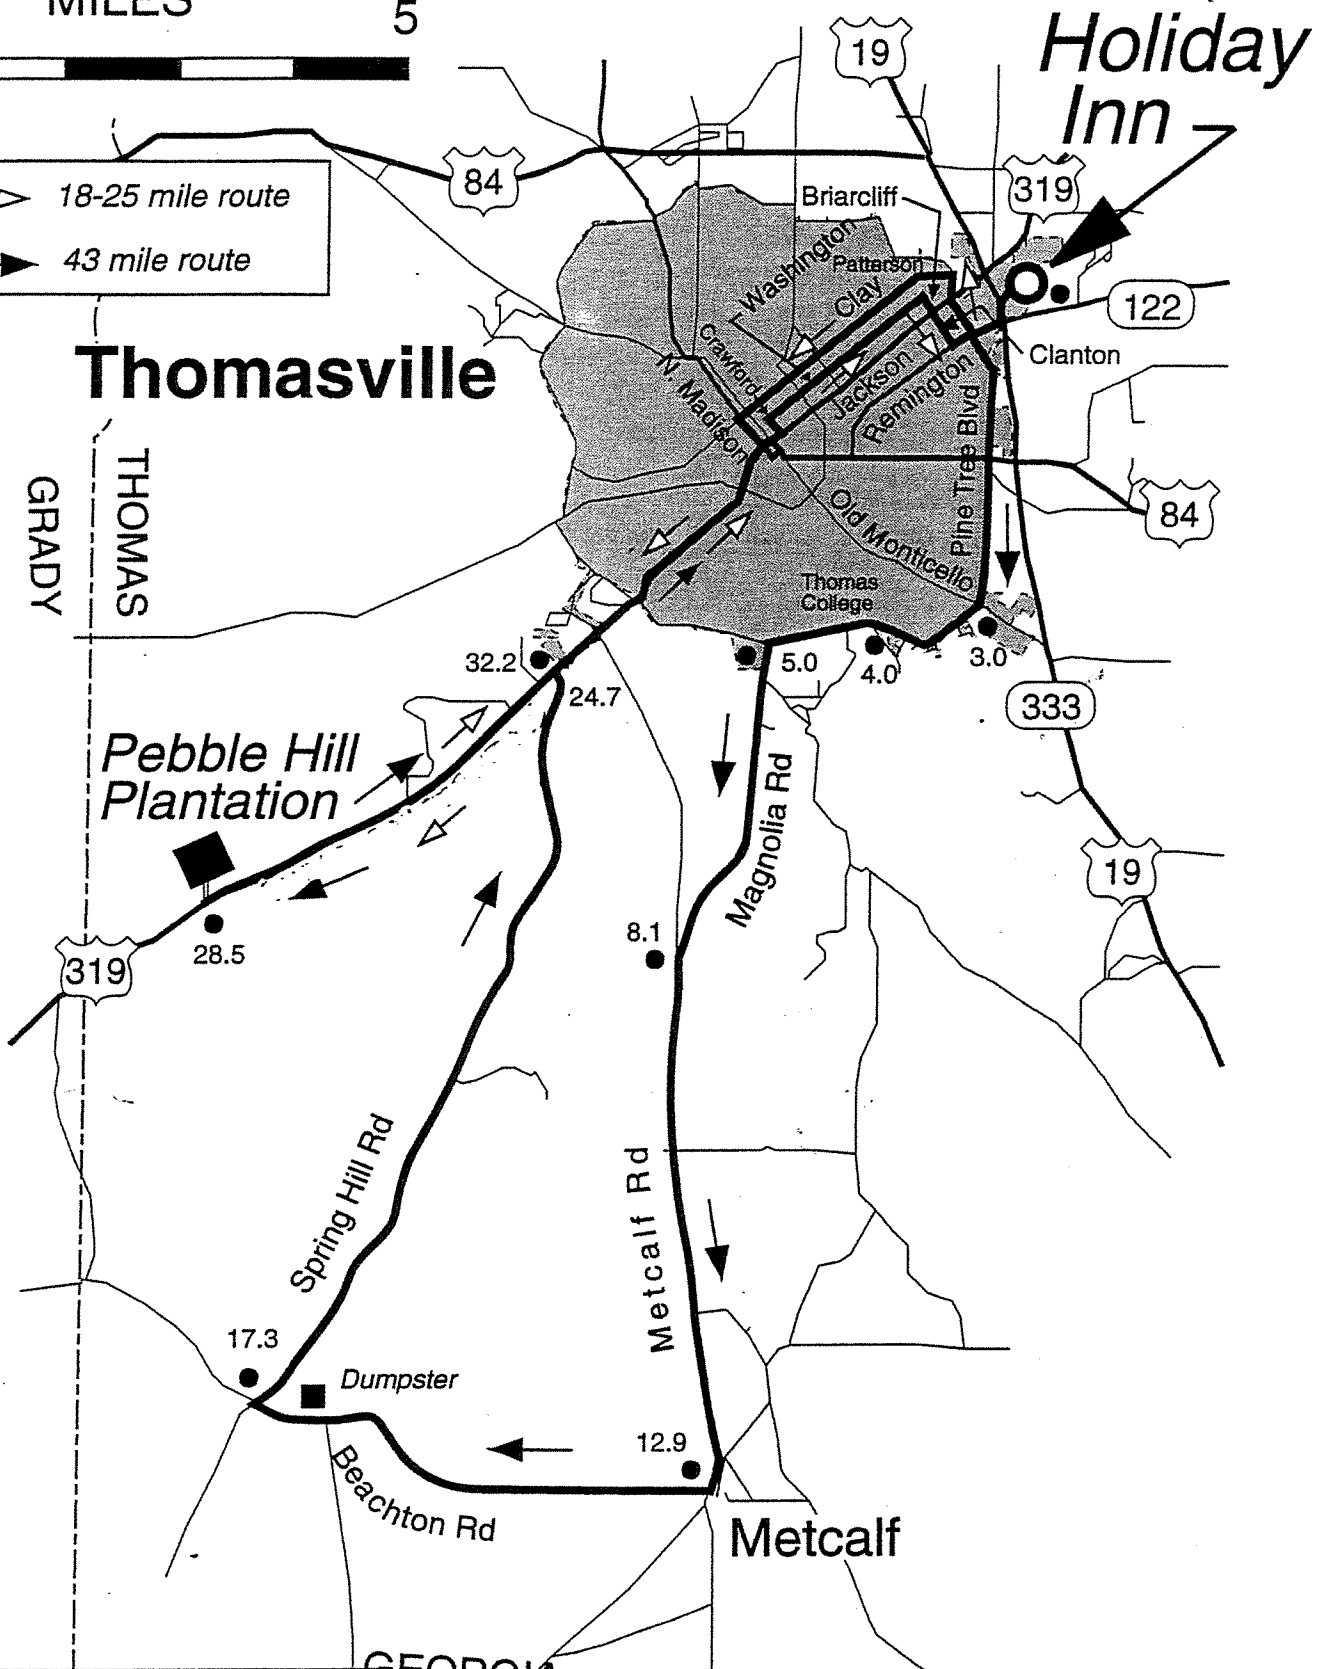 MILES
5
19
Holiday
Inn
18-25 mile route
43 mile route
84
319
Briarcliff
Washington
Patterson
Clay
122
Thomasville
Crawford
N. Madison
Jackson
Remington
Clanton
Pine Tree Blvd
THOMAS
GRADY
84
Old Monticello
Thomas
College
32.2
24.7
5.0
4.0
3.0
333
Pebble Hill
Plantation
Magnolia Rd
19
8.1
28.5
319
Spring Hill Rd
Metcalf Rd
17.3
Dumpster
12.9
Beachton Rd
Metcalf
GEORGIA